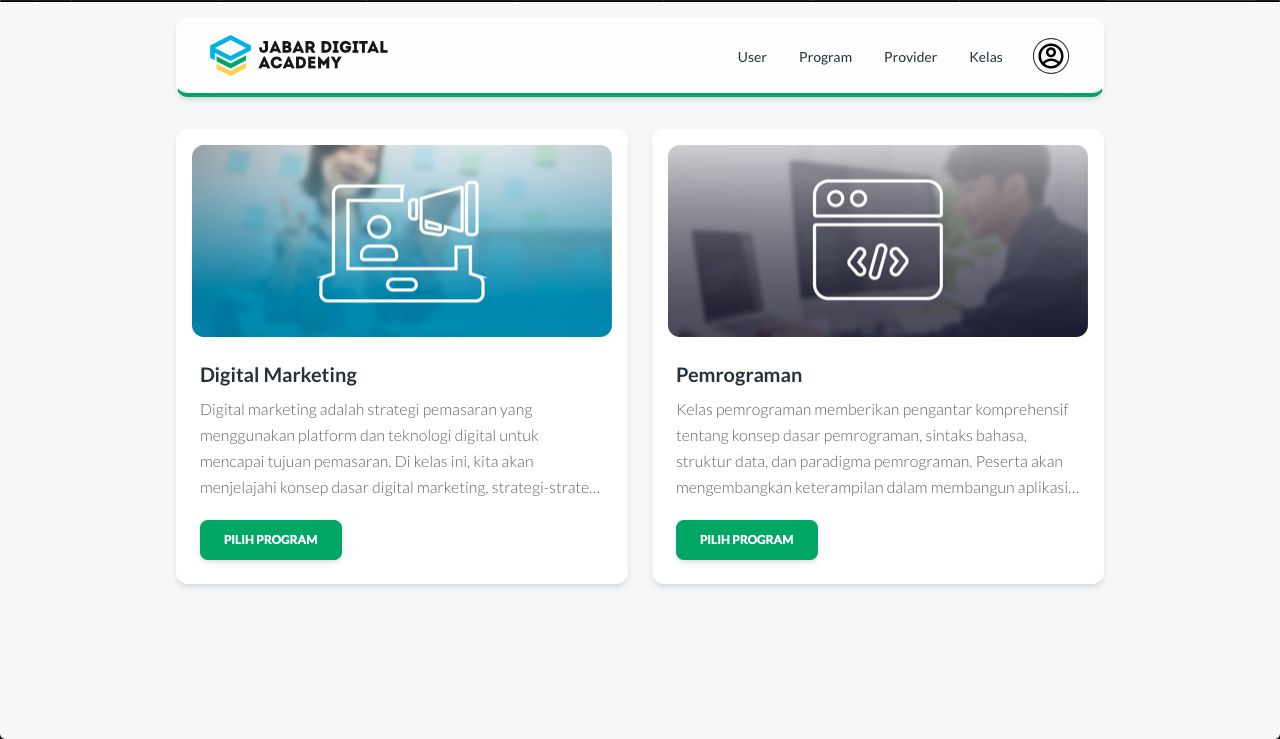 JABAR DIGITAL
ACADEMY
User Program Provider Kelas
</>
Digital Marketing
Digital marketing adalah strategi pemasaran yang
menggunakan platform dan teknologi digital untuk
mencapai tujuan pemasaran. Di kelas ini, kita akan
menjelajahi konsep dasar digital marketing, strategi-strate...
PILIH PROGRAM
Pemrograman
Kelas pemrograman memberikan pengantar komprehensif
tentang konsep dasar pemrograman, sintaks bahasa,
struktur data, dan paradigma pemrograman. Peserta akan
mengembangkan keterampilan dalam membangun aplikasi...
PILIH PROGRAM